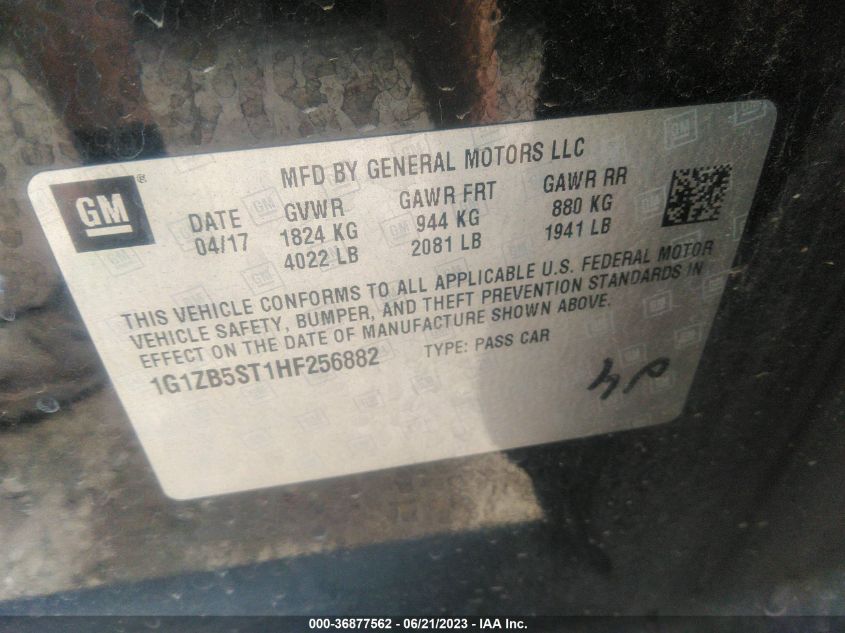 MFD BY GENERAL MOTORS LLC
GM®
DATE GVWR GAWR FRT GAWR RR
04/17 1824 KG 944 KG 880 KG
4022 LB 2081 LB 1941 LB
THIS VEHICLE CONFORMS TO ALL APPLICABLE U.S. FEDERAL MOTOR
VEHICLE SAFETY, BUMPER, AND THEFT PREVENTION STANDARDS IN
EFFECT ON THE DATE OF MANUFACTURE SHOWN ABOVE.
1G1ZB5ST1HF256882 TYPE: PASS CAR
000-36877562 / 06/21/2023 - IAA Inc.